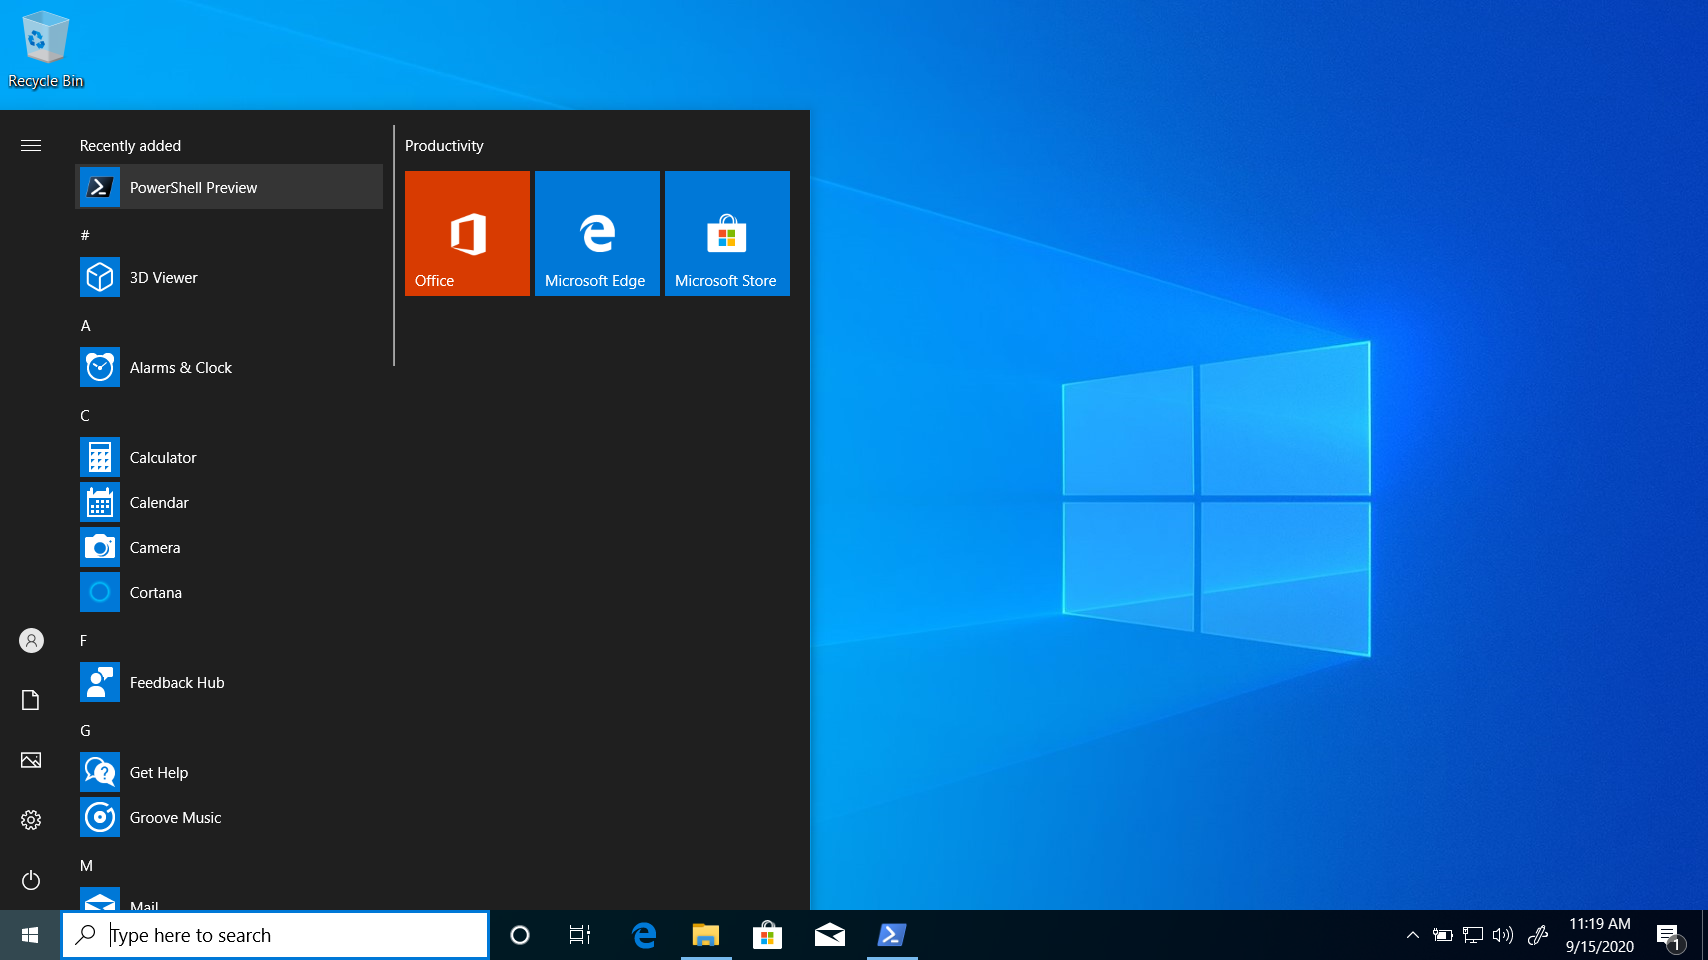 Recycle Bin
Recently added
PowerShell Preview
#
3D Viewer
A
Alarms & Clock
C
Calculator
Calendar
Camera
Cortana
F
Feedback Hub
G
Get Help
Groove Music
M
Mail
Productivity
Office
Microsoft Edge
Microsoft Store
Type here to search
11:19 AM
9/15/2020
1